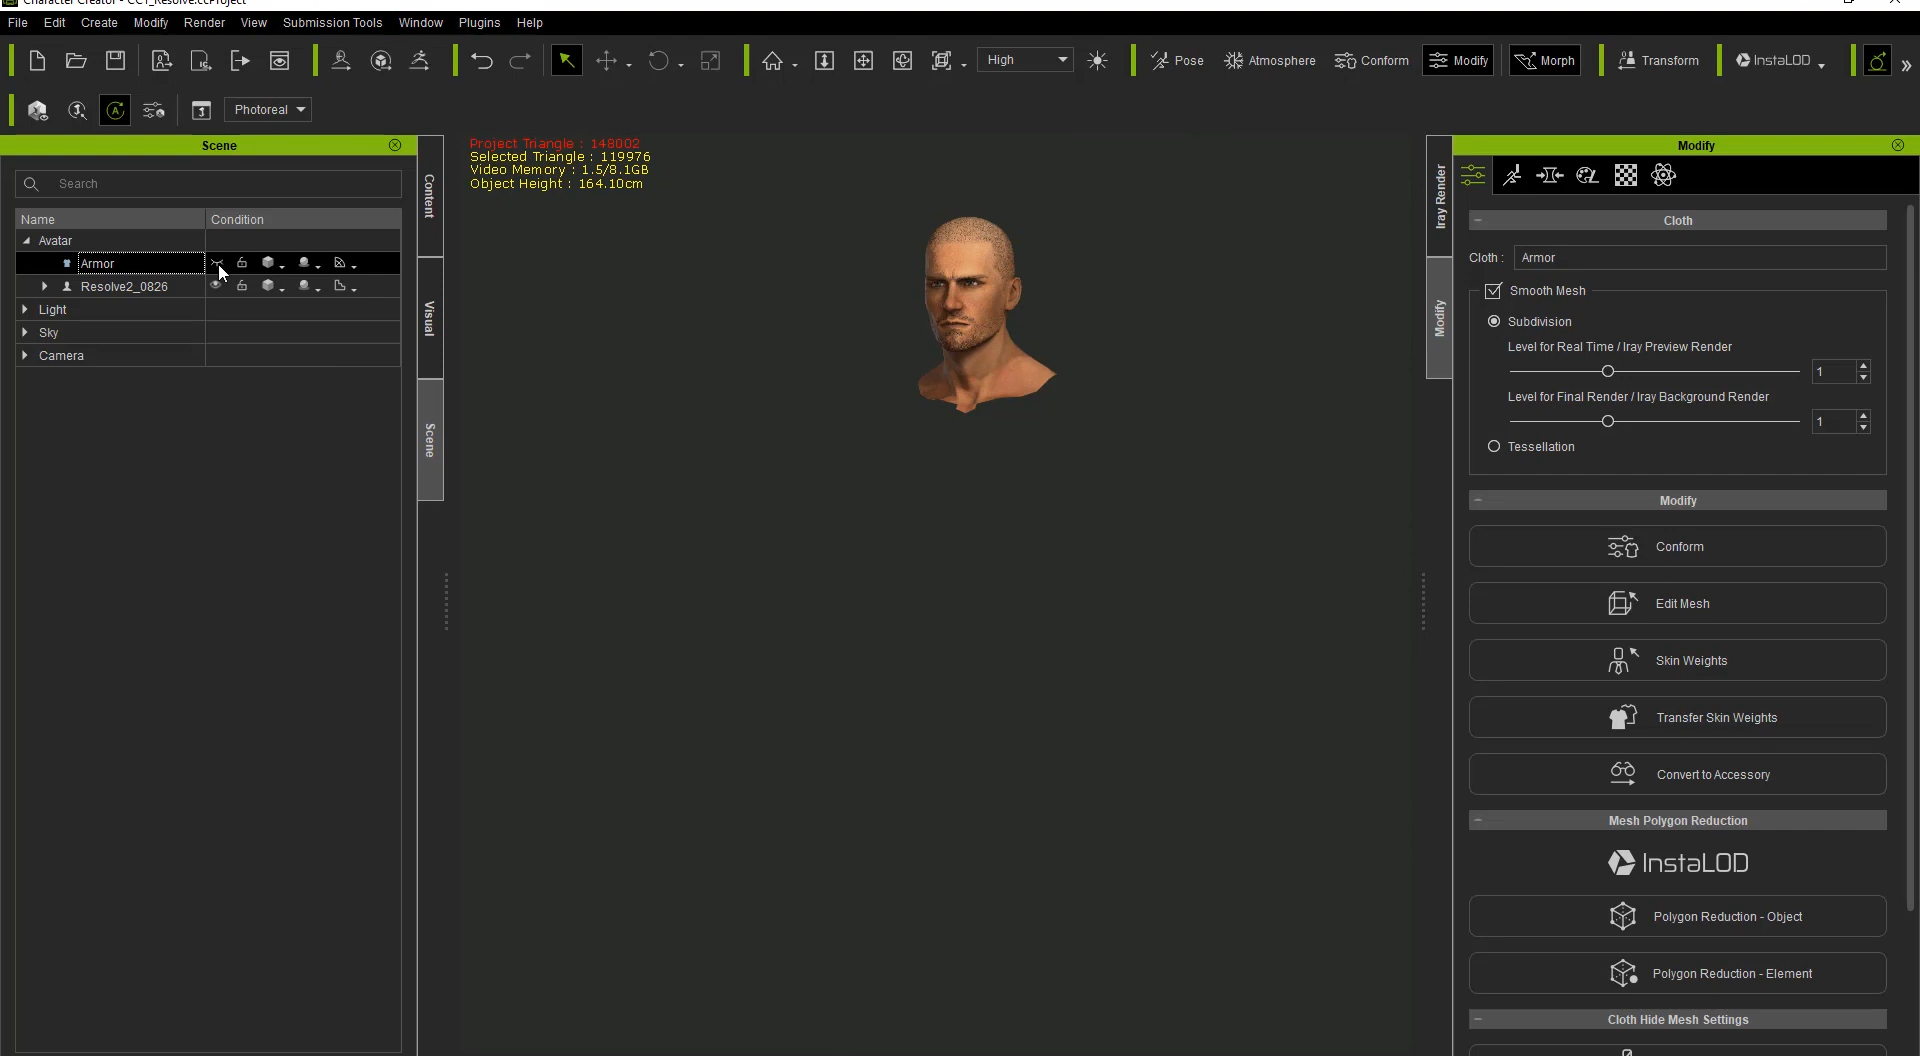 Character Creator - CC1_Resolve.ccProject
File Edit Create Modify Render View Submission Tools Window Plugins Help
High Pose Atmosphere Conform Modify Morph Transform InstaLOD
Photoreal
Scene
Search
Name Condition
Avatar
Armor
Resolve2_0826
Light
Sky
Camera
Content
Visual
Scene
Project Triangle : 148002
Selected Triangle : 119976
Video Memory : 1.5/8.1GB
Object Height : 164.10cm
Iray Render
Modify
Modify
Cloth
Cloth : Armor
Smooth Mesh
Subdivision
Level for Real Time / Iray Preview Render
1
Level for Final Render / Iray Background Render
1
Tessellation
Modify
Conform
Edit Mesh
Skin Weights
Transfer Skin Weights
Convert to Accessory
Mesh Polygon Reduction
InstaLOD
Polygon Reduction - Object
Polygon Reduction - Element
Cloth Hide Mesh Settings